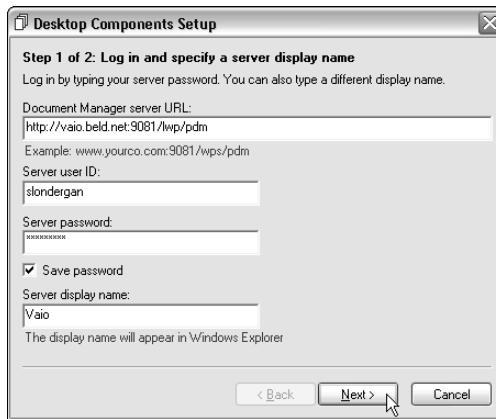 Desktop Components Setup
Step 1 of 2: Log in and specify a server display name
Log in by typing your server password. You can also type a different display name.
Document Manager server URL:
http://vaio.beld.net:9081/lwp/pdm
Example: www.yourco.com:9081/wps/pdm
Server user ID:
slondergan
Server password:
×××××××××
Save password
Server display name:
Vaio
The display name will appear in Windows Explorer
< Back
Next >
Cancel